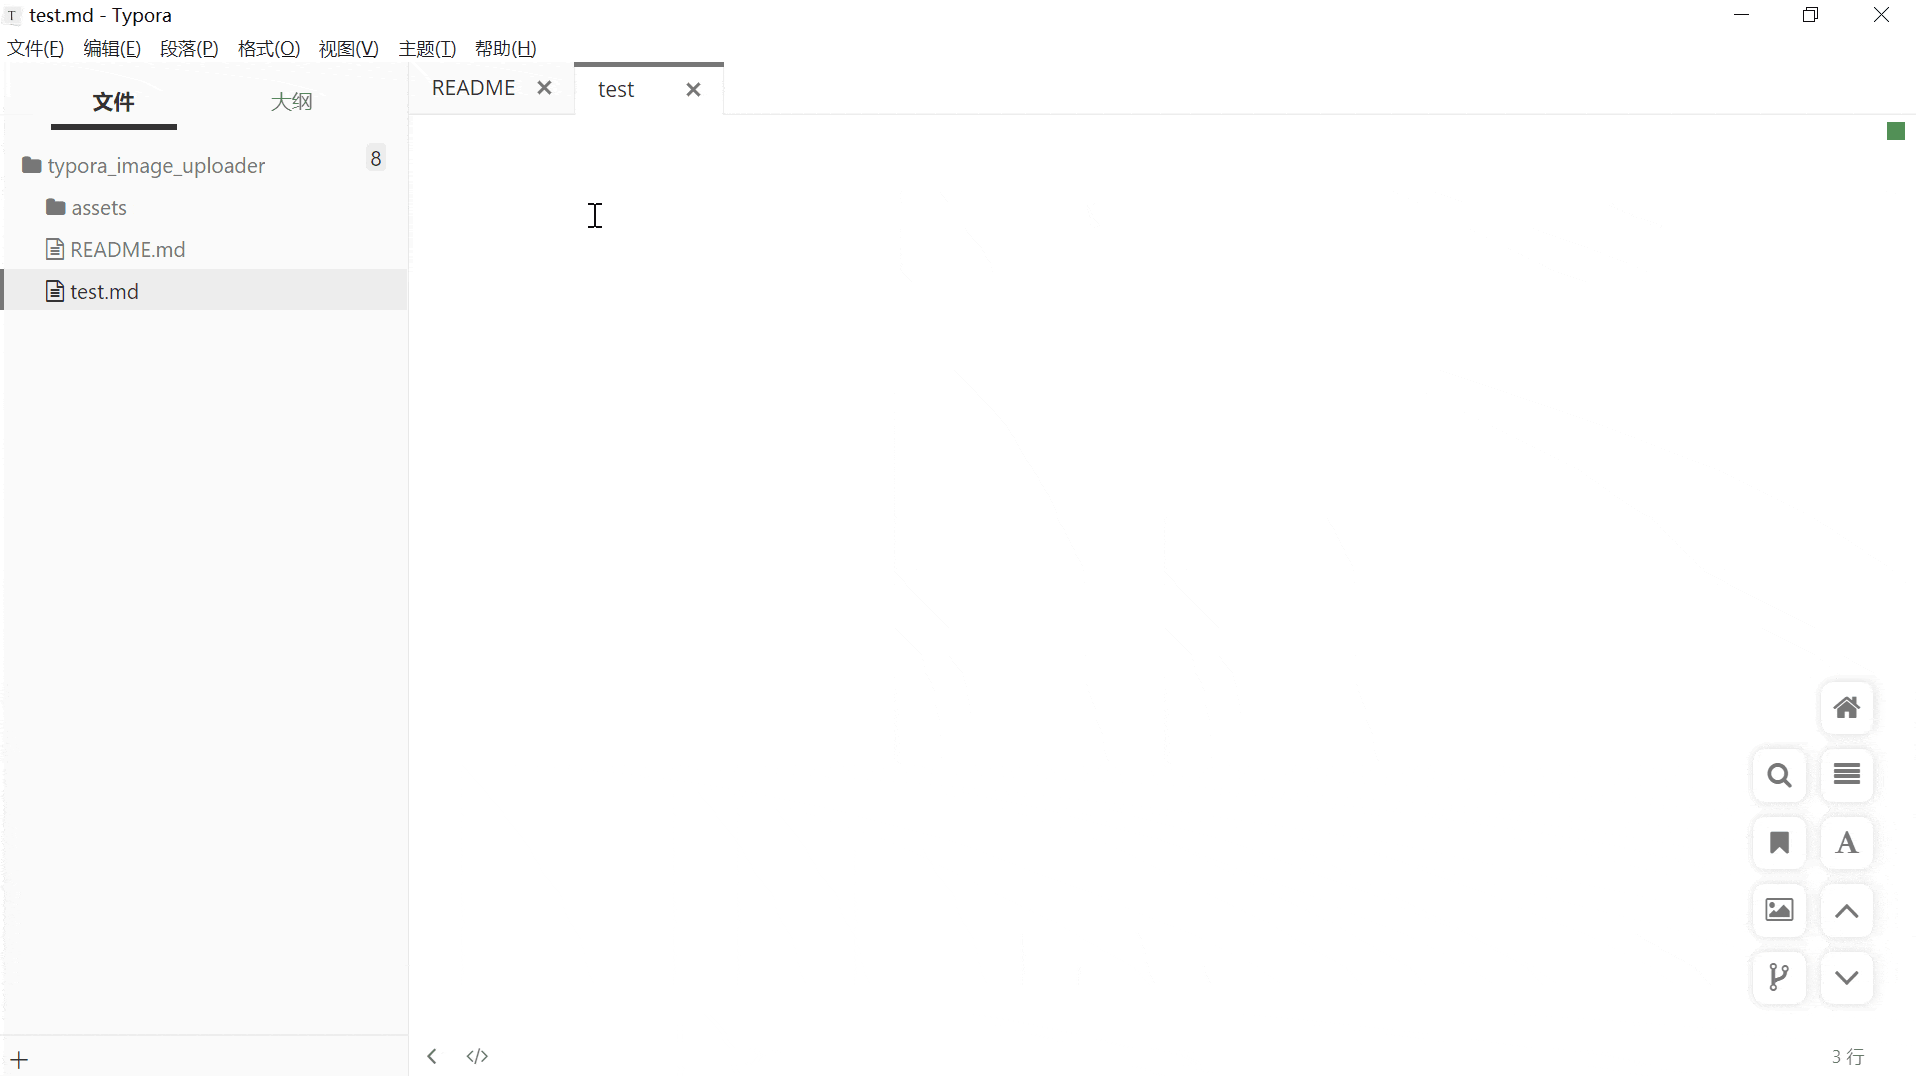 test.md - Typora
文件(F) 编辑(E) 段落(P) 格式(O) 视图(V) 主题(T) 帮助(H)
文件 大纲
README test
typora_image_uploader 8
assets
README.md
test.md
3 行